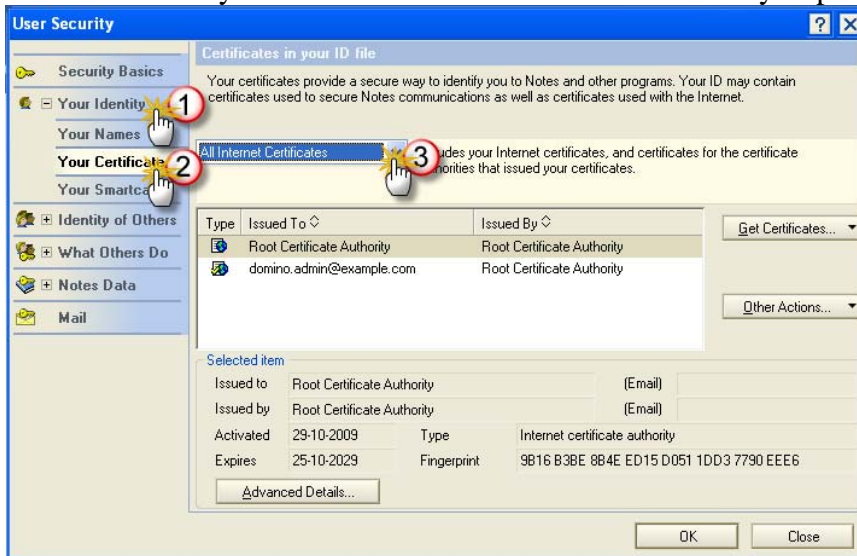 User Security
Security Basics
Your Identity
1
Your Names
Your Certificate
2
Your Smartca
Identity of Others
What Others Do
Notes Data
Mail
Certificates in your ID file
Your certificates provide a secure way to identify you to Notes and other programs. Your ID may contain
certificates used to secure Notes communications as well as certificates used with the Internet.
All Internet Certificates
3
udes your Internet certificates, and certificates for the certificate
horities that issued your certificates.
Type Issued To Issued By
Root Certificate Authority Root Certificate Authority
domino.admin@example.com Root Certificate Authority
Get Certificates...
Other Actions...
Selected item
Issued to Root Certificate Authority (Email)
Issued by Root Certificate Authority (Email)
Activated 29-10-2009 Type Internet certificate authority
Expires 25-10-2029 Fingerprint 9B16 B3BE 8B4E ED15 D051 1DD3 7790 EEE6
Advanced Details...
OK Close